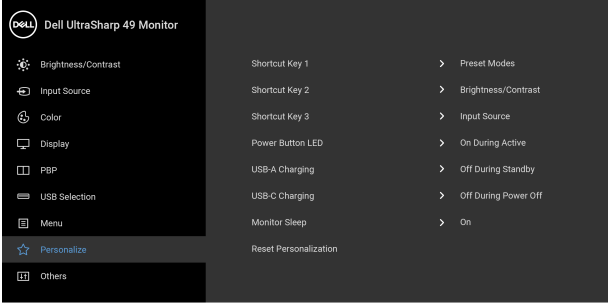 DELL Dell UltraSharp 49 Monitor
Brightness/Contrast
Input Source
Color
Display
PBP
USB Selection
Menu
Personalize
Others
Shortcut Key 1 > Preset Modes
Shortcut Key 2 > Brightness/Contrast
Shortcut Key 3 > Input Source
Power Button LED > On During Active
USB-A Charging > Off During Standby
USB-C Charging > Off During Power Off
Monitor Sleep > On
Reset Personalization